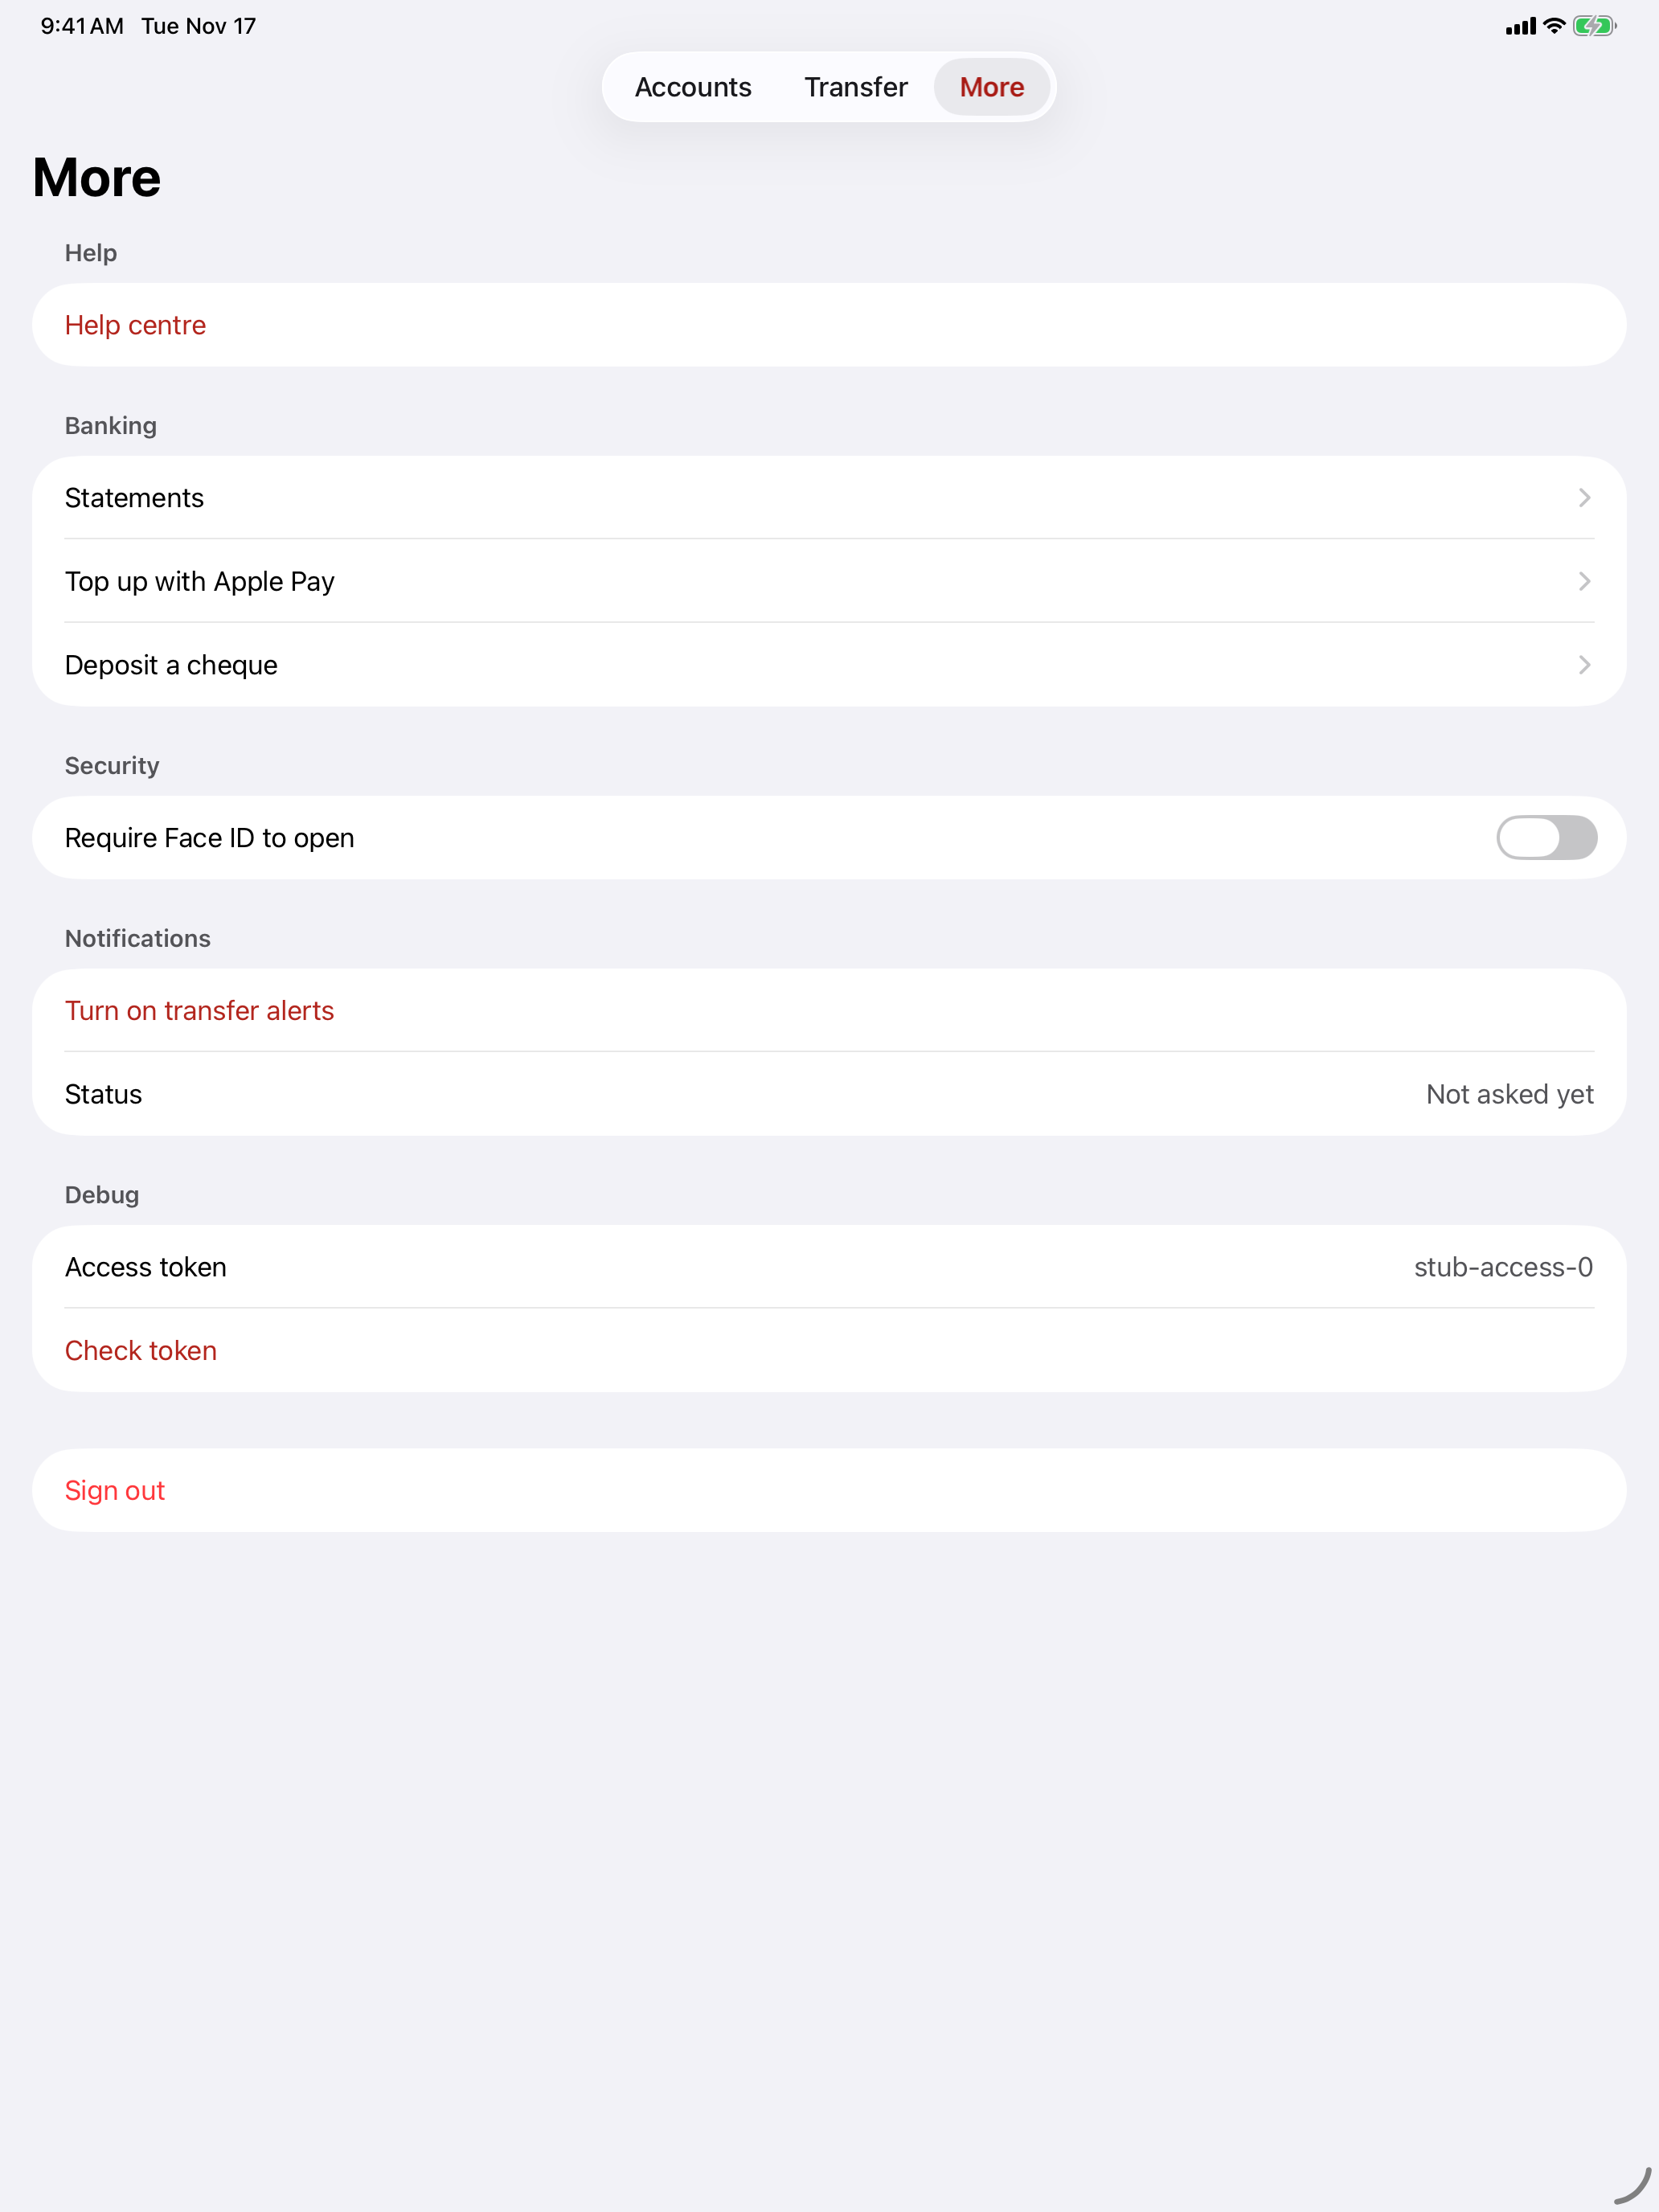 9:41 AM Tue Nov 17
Accounts Transfer More
More
Help
Help centre
Banking
Statements
Top up with Apple Pay
Deposit a cheque
Security
Require Face ID to open
Notifications
Turn on transfer alerts
Status Not asked yet
Debug
Access token stub-access-0
Check token
Sign out